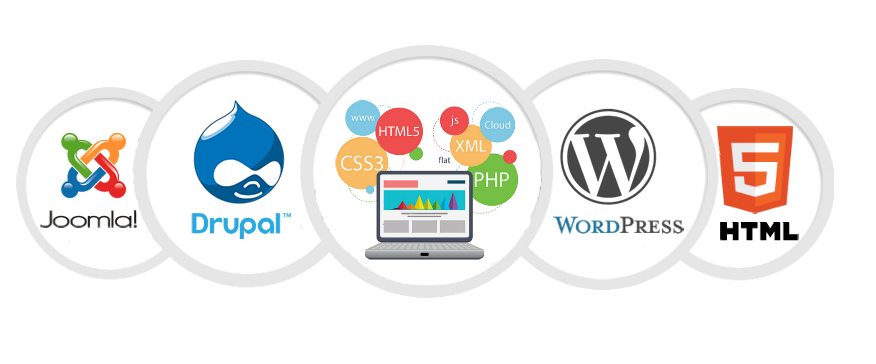 Joomla!
Drupal™
www
HTML5
CSS3
js
Cloud
XML
flat
PHP
W
WORDPRESS
5
HTML